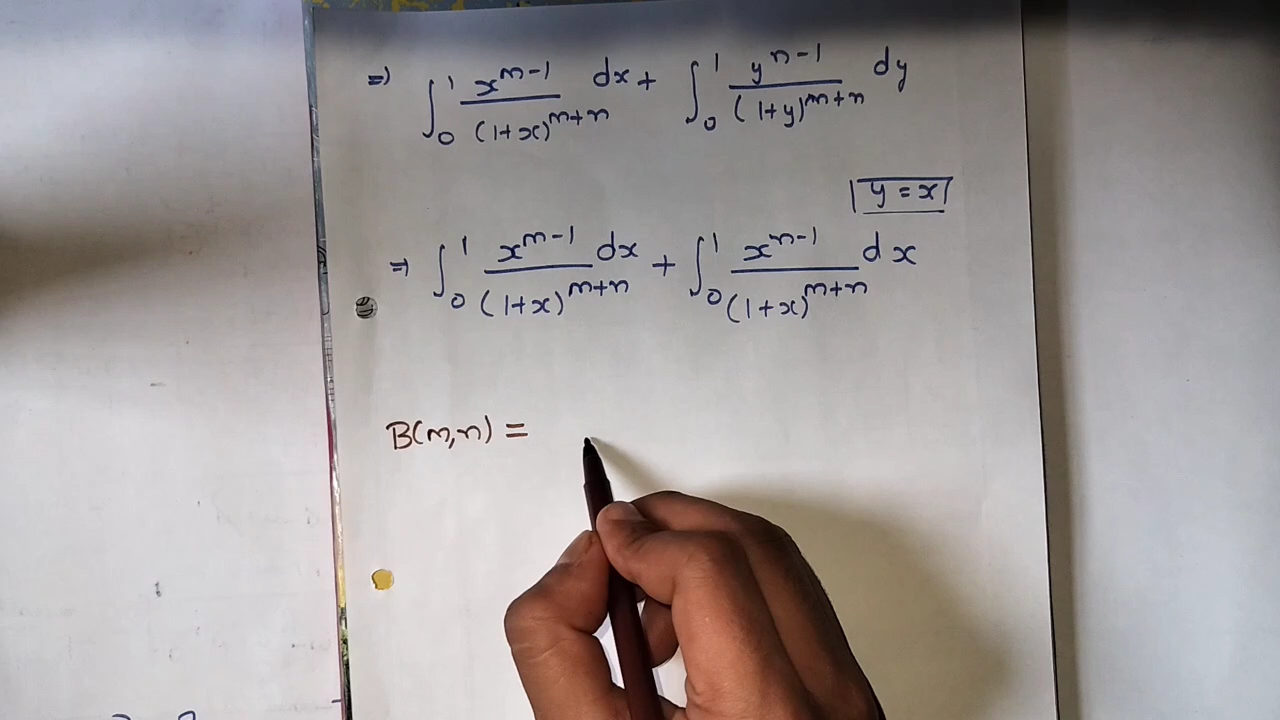 ⇒ ∫₀¹ x^(m-1)/(1+x)^(m+n) dx + ∫₀¹ y^(n-1)/(1+y)^(m+n) dy
y = x
⇒ ∫₀¹ x^(m-1)/(1+x)^(m+n) dx + ∫₀¹ x^(n-1)/(1+x)^(m+n) dx
B(m,n) =